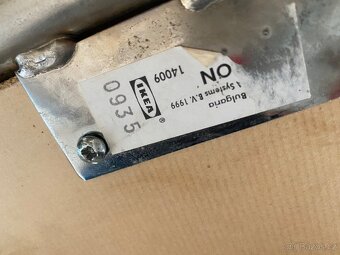 ON
Bulgaria
Systems B.V. 1999
IKEA®
14009
0935